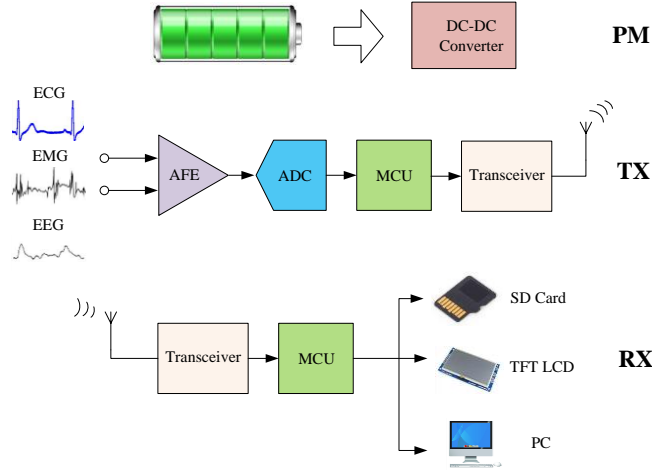 DC-DC
Converter
PM
ECG
EMG
EEG
AFE
ADC
MCU
Transceiver
TX
Transceiver
MCU
SD Card
TFT LCD
PC
RX